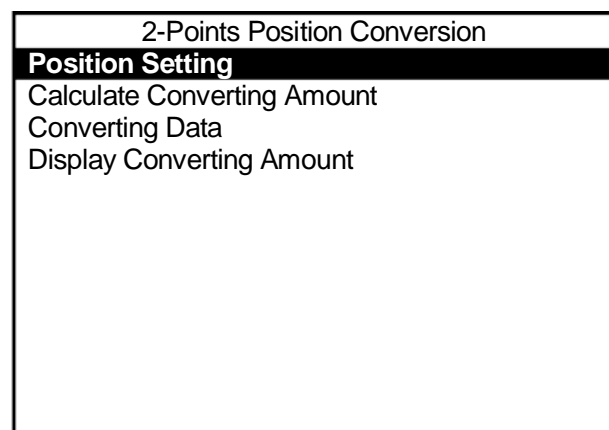 2-Points Position Conversion
Position Setting
Calculate Converting Amount
Converting Data
Display Converting Amount